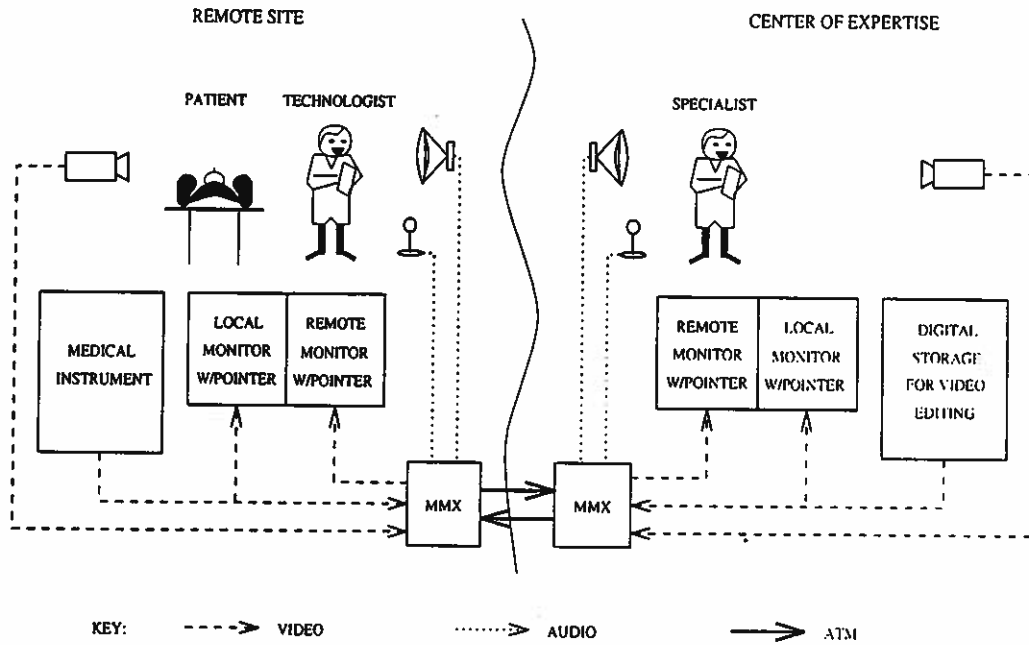 REMOTE SITE
CENTER OF EXPERTISE
PATIENT
TECHNOLOGIST
SPECIALIST
MEDICAL
INSTRUMENT
LOCAL
MONITOR
W/POINTER
REMOTE
MONITOR
W/POINTER
REMOTE
MONITOR
W/POINTER
LOCAL
MONITOR
W/POINTER
DIGITAL
STORAGE
FOR VIDEO
EDITING
MMX
MMX
KEY:
VIDEO
AUDIO
ATM